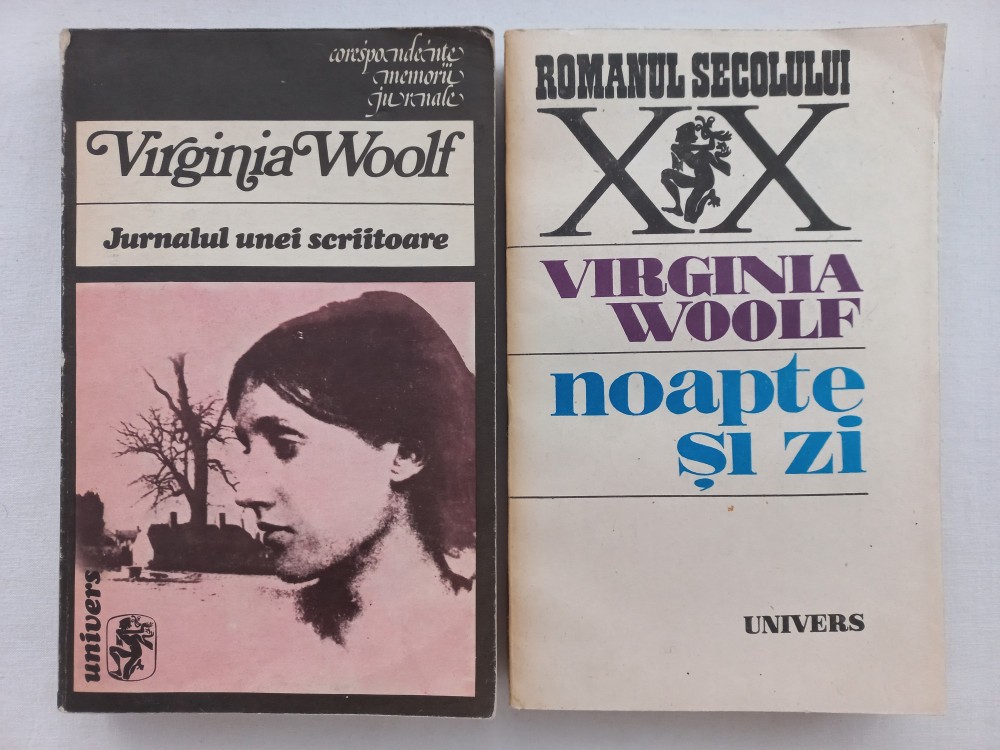 corespondențe
memorii
jurnale
Virginia Woolf
Jurnalul unei scriitoare
univers
ROMANUL SECOLULUI
XX
VIRGINIA
WOOLF
noapte
și zi
UNIVERS